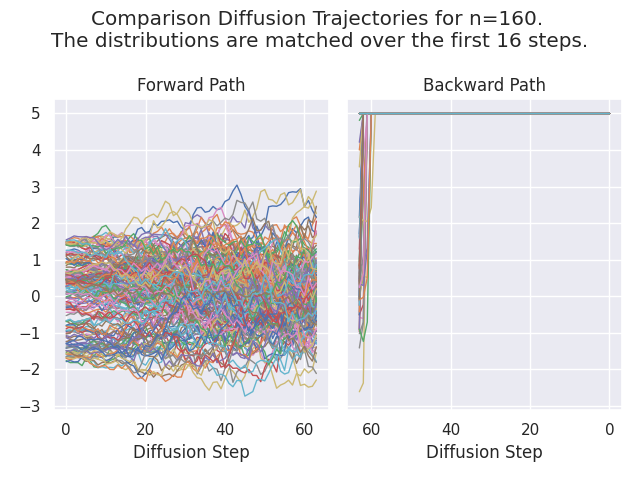 Comparison Diffusion Trajectories for n=160.
The distributions are matched over the first 16 steps.
Forward Path
Backward Path
5
4
3
2
1
0
−1
−2
−3
0
20
40
60
60
40
20
0
Diffusion Step
Diffusion Step